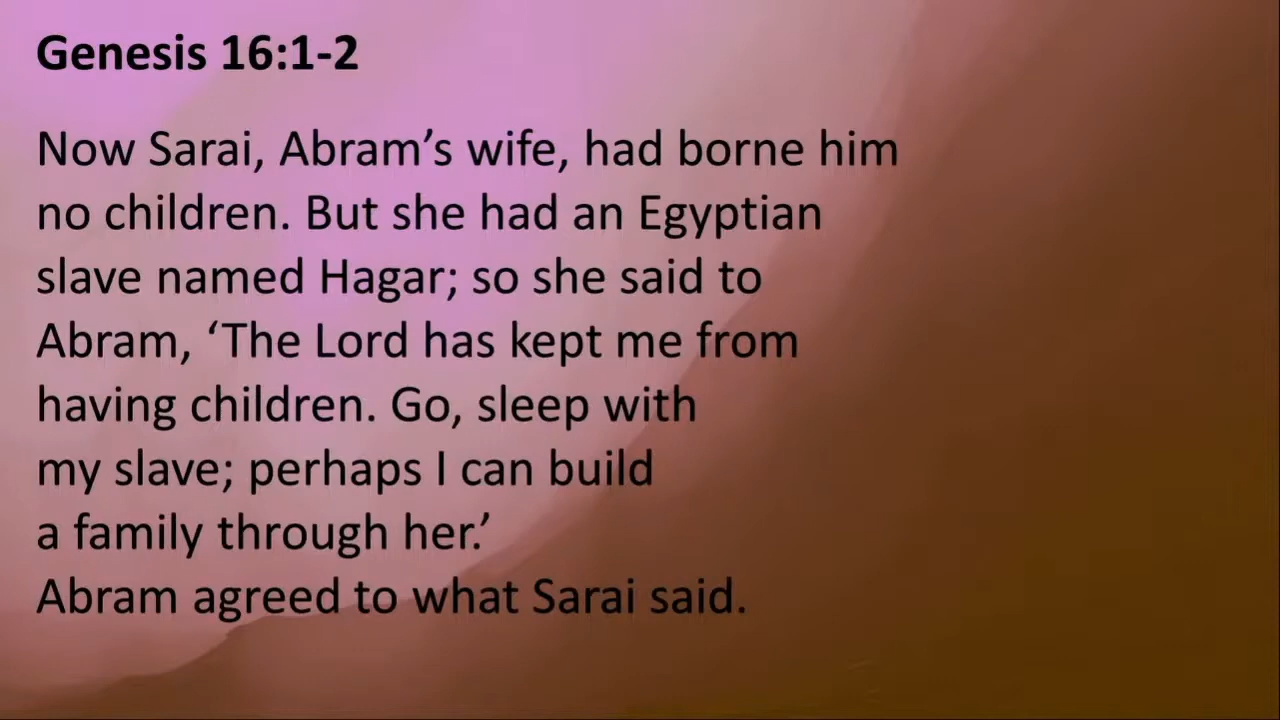 Genesis 16:1-2
Now Sarai, Abram’s wife, had borne him
no children. But she had an Egyptian
slave named Hagar; so she said to
Abram, ‘The Lord has kept me from
having children. Go, sleep with
my slave; perhaps I can build
a family through her.’
Abram agreed to what Sarai said.